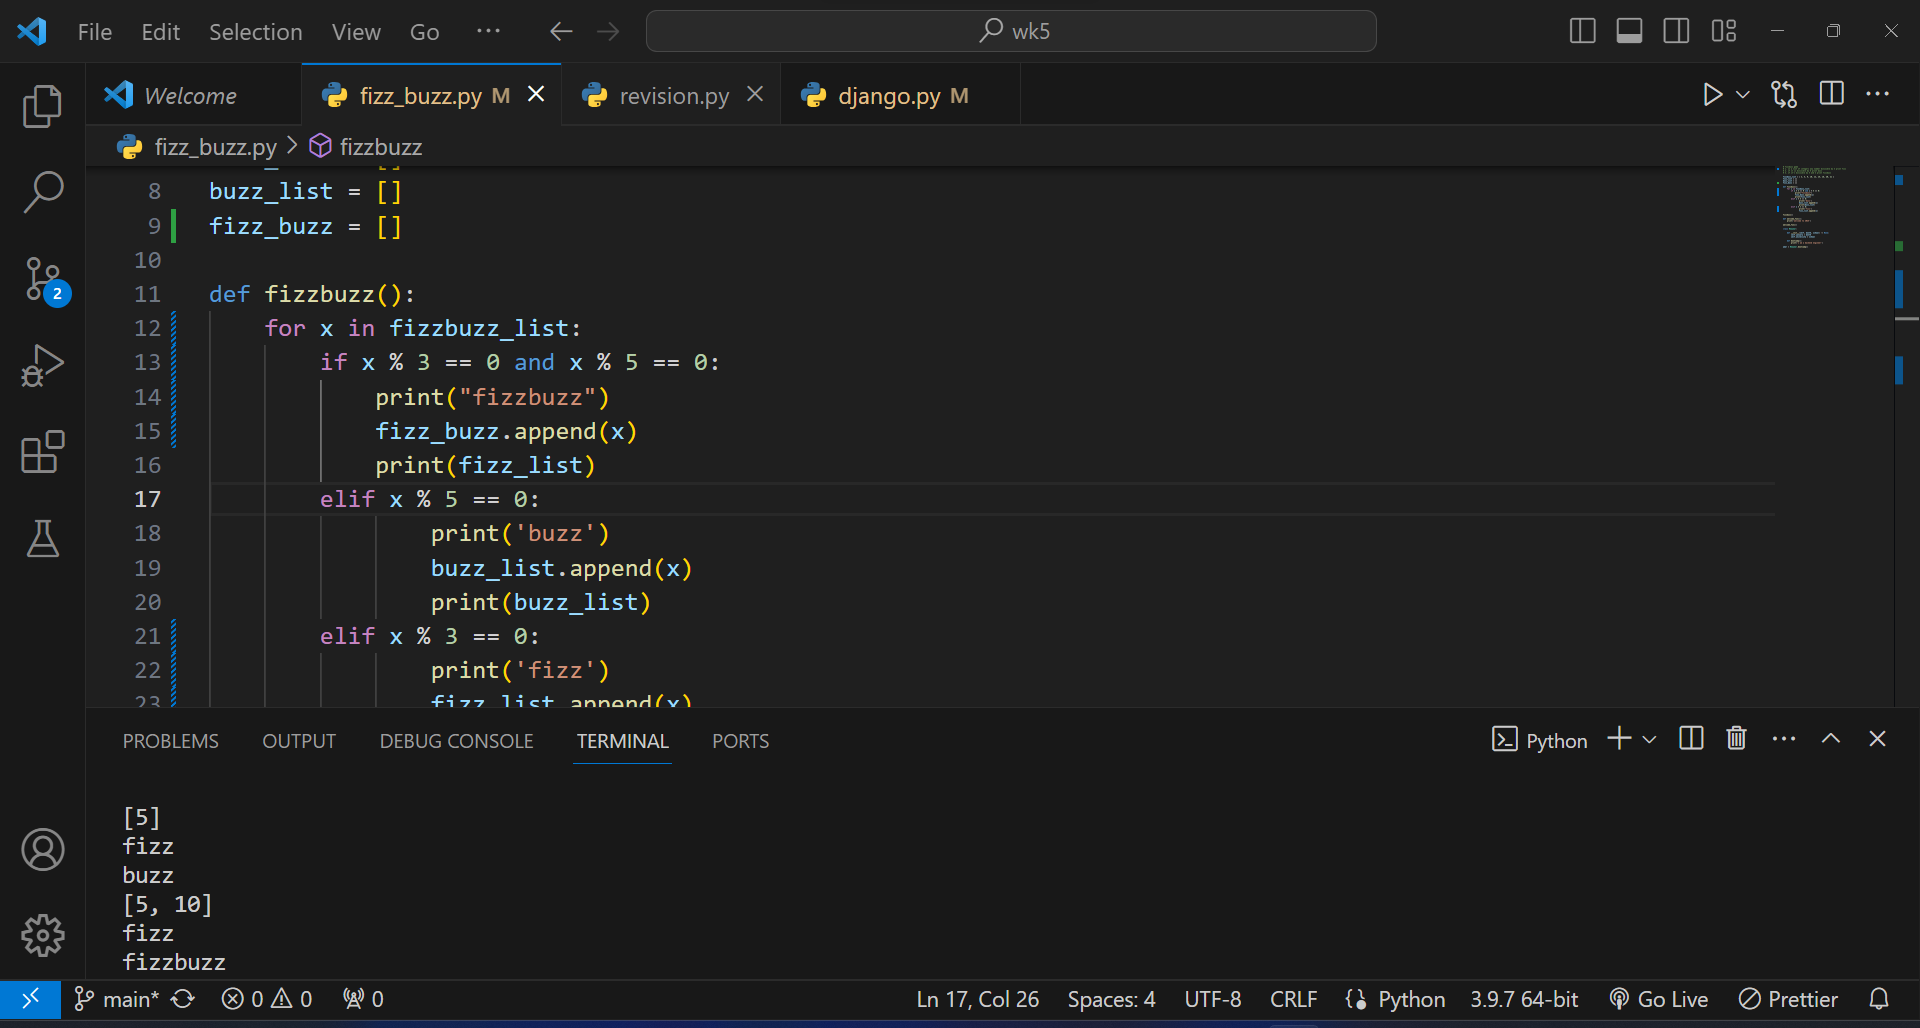 File Edit Selection View Go ··· wk5
Welcome fizz_buzz.py M revision.py django.py M
fizz_buzz.py > fizzbuzz
8 buzz_list = []
9 fizz_buzz = []
10
11 def fizzbuzz():
12 for x in fizzbuzz_list:
13 if x % 3 == 0 and x % 5 == 0:
14 print("fizzbuzz")
15 fizz_buzz.append(x)
16 print(fizz_list)
17 elif x % 5 == 0:
18 print('buzz')
19 buzz_list.append(x)
20 print(buzz_list)
21 elif x % 3 == 0:
22 print('fizz')
23 fizz_list.append(x)
2
PROBLEMS OUTPUT DEBUG CONSOLE TERMINAL PORTS Python
[5]
fizz
buzz
[5, 10]
fizz
fizzbuzz
main* 0 0 0 Ln 17, Col 26 Spaces: 4 UTF-8 CRLF Python 3.9.7 64-bit Go Live Prettier